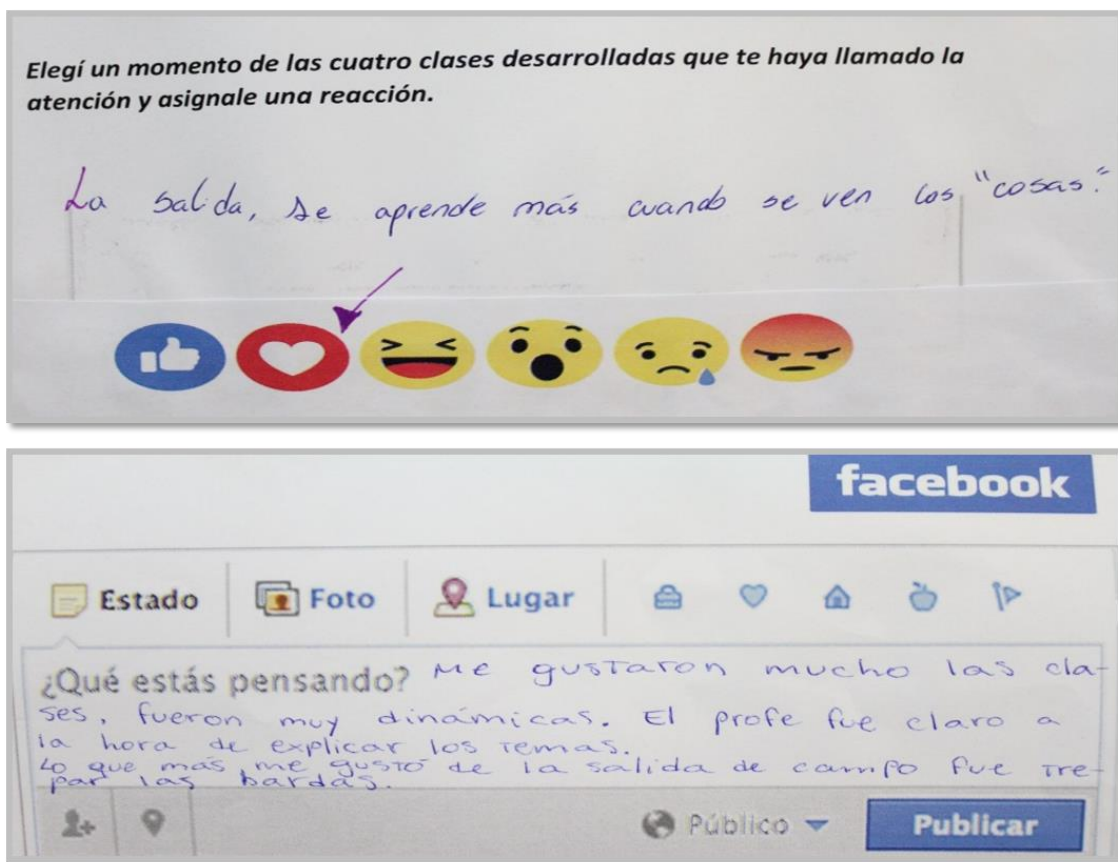 Elegí un momento de las cuatro clases desarrolladas que te haya llamado la
atención y asignale una reacción.
La salida, se aprende más cuando se ven las "cosas".
facebook
Estado Foto Lugar
¿Qué estás pensando? Me gustaron mucho las cla-
ses, fueron muy dinámicas. El profe fue claro a
la hora de explicar los temas.
Lo que más me gustó de la salida de campo fue tre-
par las bardas.
Público Publicar